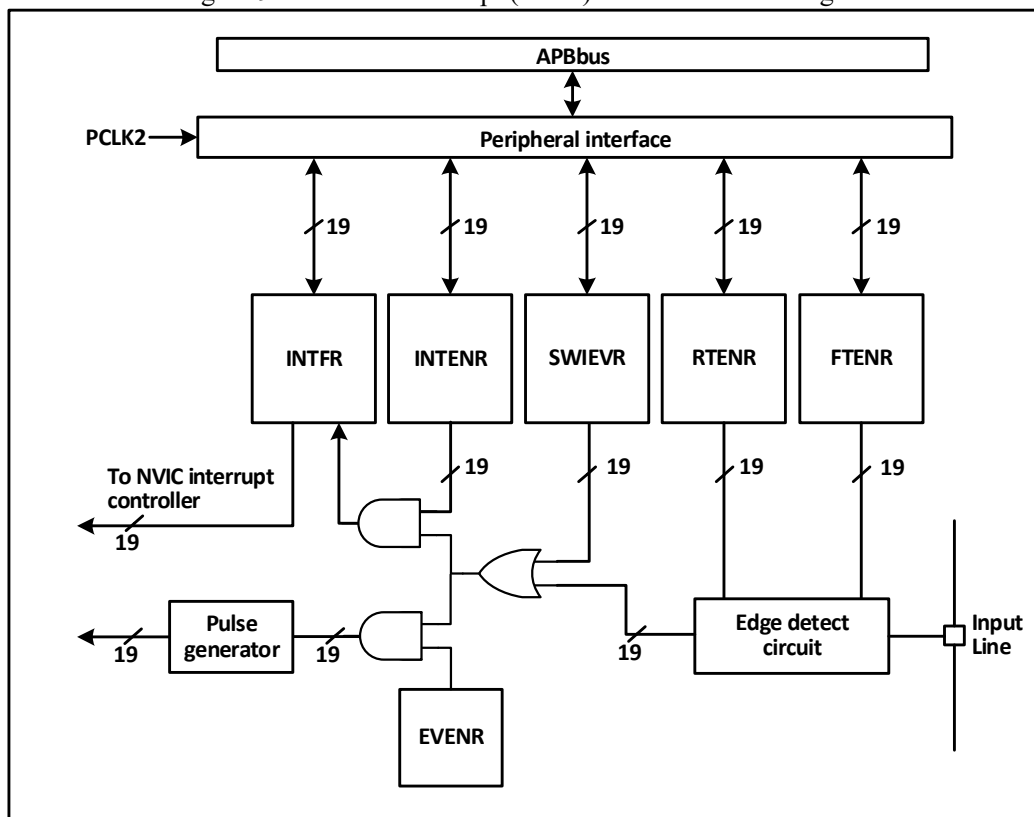 APBbus
PCLK2
Peripheral interface
19 19 19 19 19
INTFR INTENR SWIEVR RTENR FTENR
19 19 19 19
To NVIC interrupt
controller
19
Pulse
generator
19
19
19
Edge detect
circuit
Input
Line
EVENR